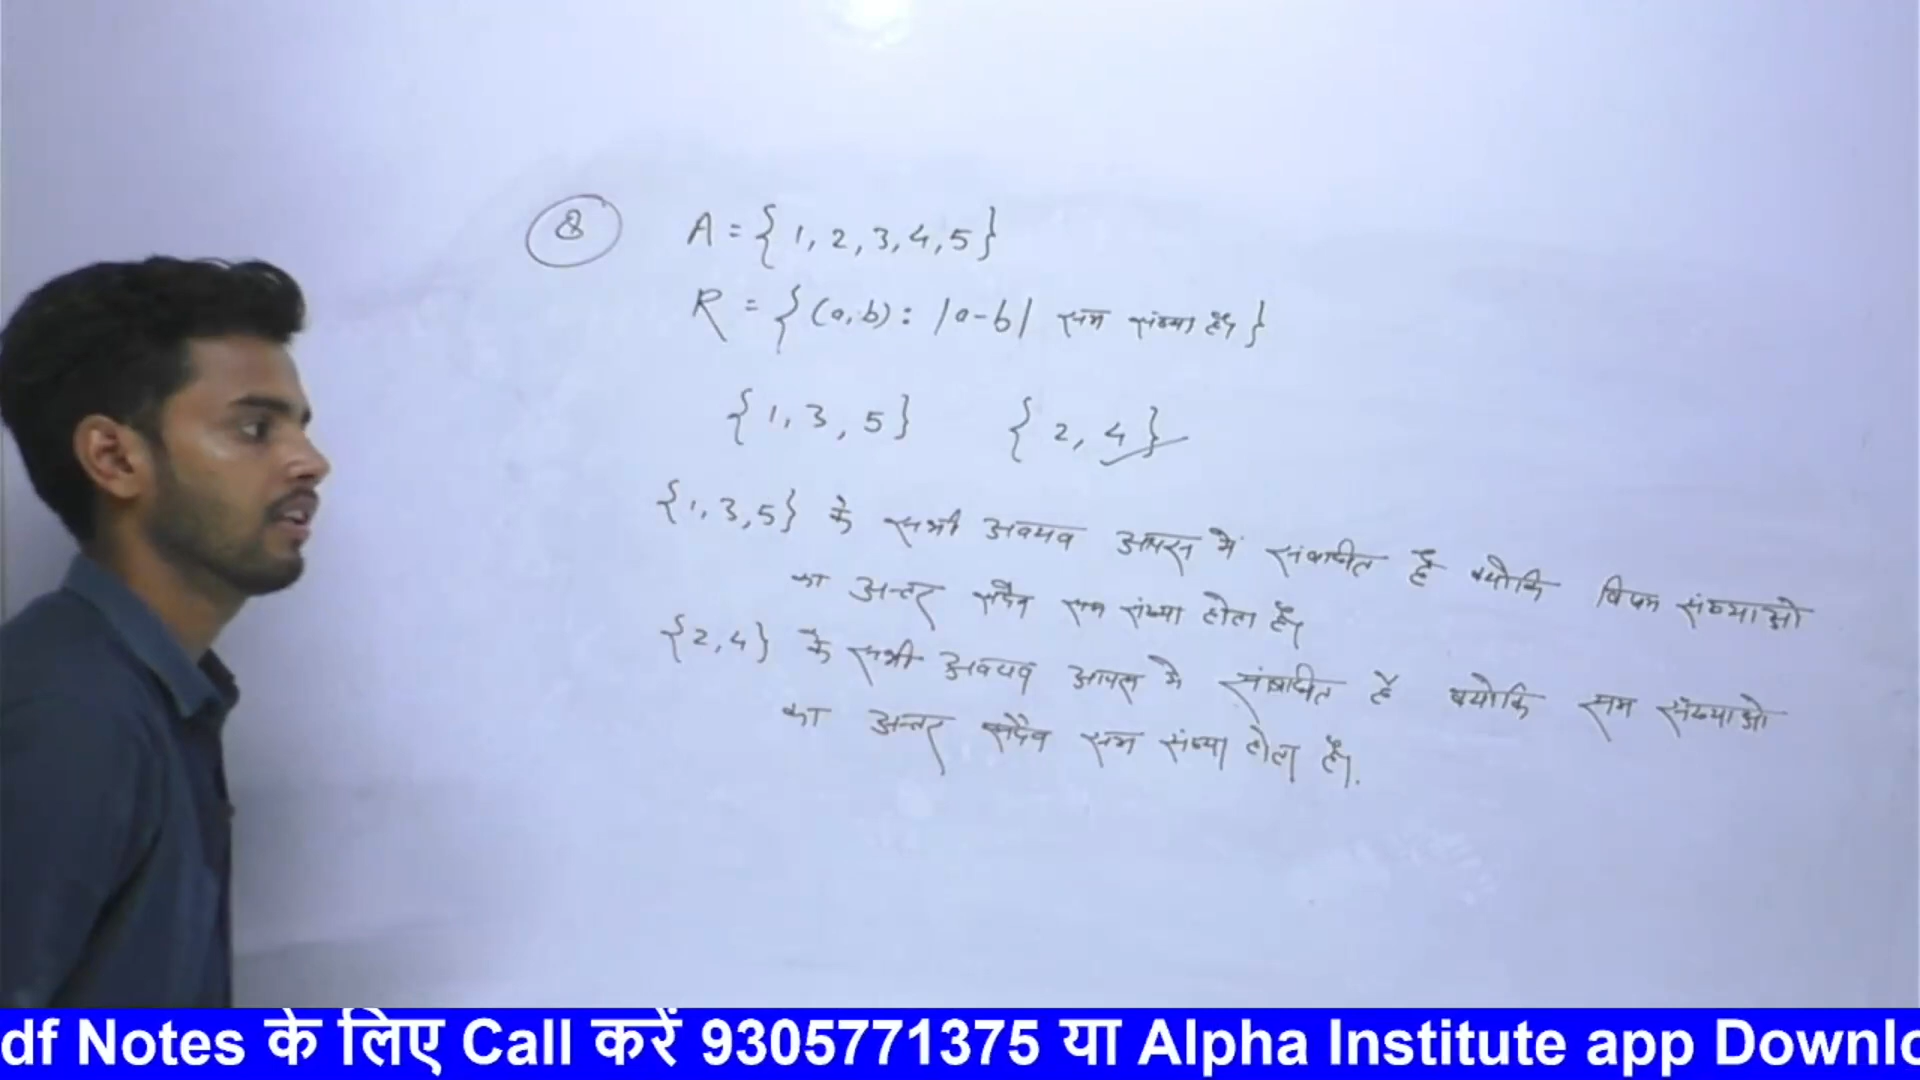 8 A = { 1, 2, 3, 4, 5 }
R = { (a, b) : |a-b| सम संख्या है। }
{ 1, 3, 5 } { 2, 4 }
{1, 3, 5} के सभी अवयव आपस में संबंधित है क्योकि विषम संख्याओ
का अन्तर सदैव सम संख्या होता है।
{2, 4} के सभी अवयव आपस मे संबंधित है क्योकि सम संख्याओ
का अन्तर सदैव सम संख्या होता है।.
df Notes के लिए Call करें 9305771375 या Alpha Institute app Downlo